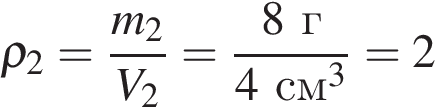 ρ₂ = m₂/V₂ = 8 г/4 см³ = 2